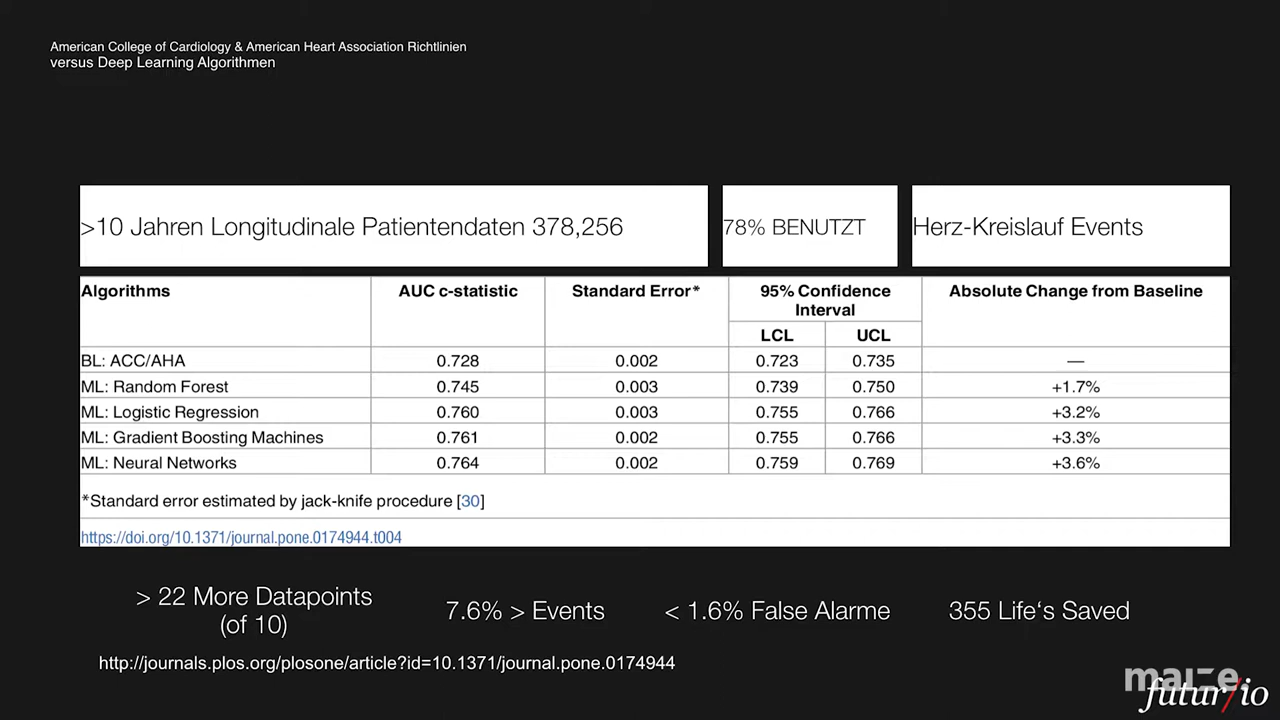 American College of Cardiology & American Heart Association Richtlinien
versus Deep Learning Algorithmen
>10 Jahren Longitudinale Patientendaten 378,256
78% BENUTZT
Herz-Kreislauf Events
Algorithms AUC c-statistic Standard Error* 95% Confidence Interval Absolute Change from Baseline
LCL UCL
BL: ACC/AHA 0.728 0.002 0.723 0.735 —
ML: Random Forest 0.745 0.003 0.739 0.750 +1.7%
ML: Logistic Regression 0.760 0.003 0.755 0.766 +3.2%
ML: Gradient Boosting Machines 0.761 0.002 0.755 0.766 +3.3%
ML: Neural Networks 0.764 0.002 0.759 0.769 +3.6%
*Standard error estimated by jack-knife procedure [30]
https://doi.org/10.1371/journal.pone.0174944.t004
> 22 More Datapoints
(of 10)
7.6% > Events
< 1.6% False Alarme
355 Life‘s Saved
http://journals.plos.org/plosone/article?id=10.1371/journal.pone.0174944
maize.
futur/io